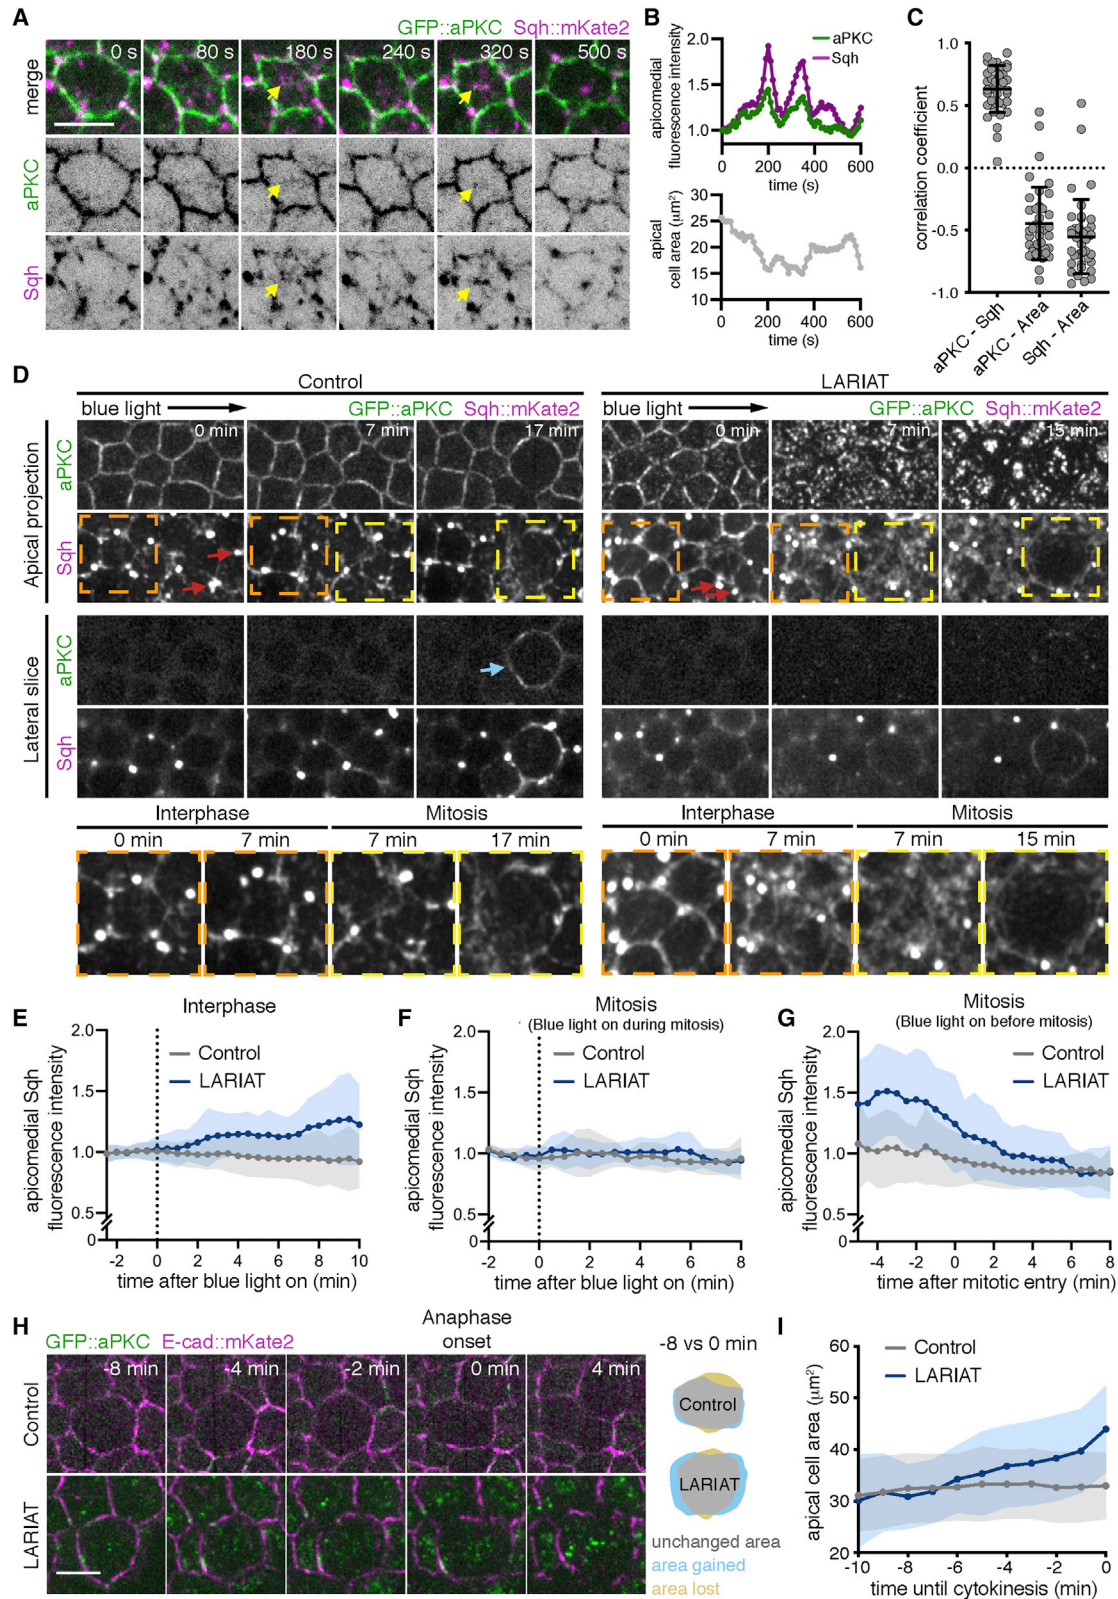 A
GFP::aPKC Sqh::mKate2
0 s 80 s 180 s 240 s 320 s 500 s
merge
aPKC
Sqh
B
aPKC
Sqh
apicomedial
fluorescence intensity
2.0
1.5
1.0
0 200 400 600
time (s)
apical
cell area (μm²)
30
25
20
15
10
0 200 400 600
time (s)
C
correlation coefficient
1.0
0.5
0.0
-0.5
-1.0
aPKC - Sqh
aPKC - Area
Sqh - Area
D
Control
blue light
GFP::aPKC Sqh::mKate2
0 min 7 min 17 min
LARIAT
blue light
GFP::aPKC Sqh::mKate2
0 min 7 min 15 min
Apical projection
aPKC
Sqh
Lateral slice
aPKC
Sqh
Interphase Mitosis
0 min 7 min 7 min 17 min
Interphase Mitosis
0 min 7 min 7 min 15 min
E
Interphase
Control
LARIAT
apicomedial Sqh
fluorescence intensity
2.0
1.5
1.0
0.5
0
-2 0 2 4 6 8 10
time after blue light on (min)
F
Mitosis
(Blue light on during mitosis)
Control
LARIAT
apicomedial Sqh
fluorescence intensity
2.0
1.5
1.0
0.5
0
-2 0 2 4 6 8
time after blue light on (min)
G
Mitosis
(Blue light on before mitosis)
Control
LARIAT
apicomedial Sqh
fluorescence intensity
2.0
1.5
1.0
0.5
0
-4 -2 0 2 4 6 8
time after mitotic entry (min)
H
GFP::aPKC E-cad::mKate2
Anaphase
onset
-8 min -4 min -2 min 0 min 4 min
Control
LARIAT
-8 vs 0 min
Control
LARIAT
unchanged area
area gained
area lost
I
Control
LARIAT
apical cell area (μm²)
60
50
40
30
20
-10 -8 -6 -4 -2 0
time until cytokinesis (min)